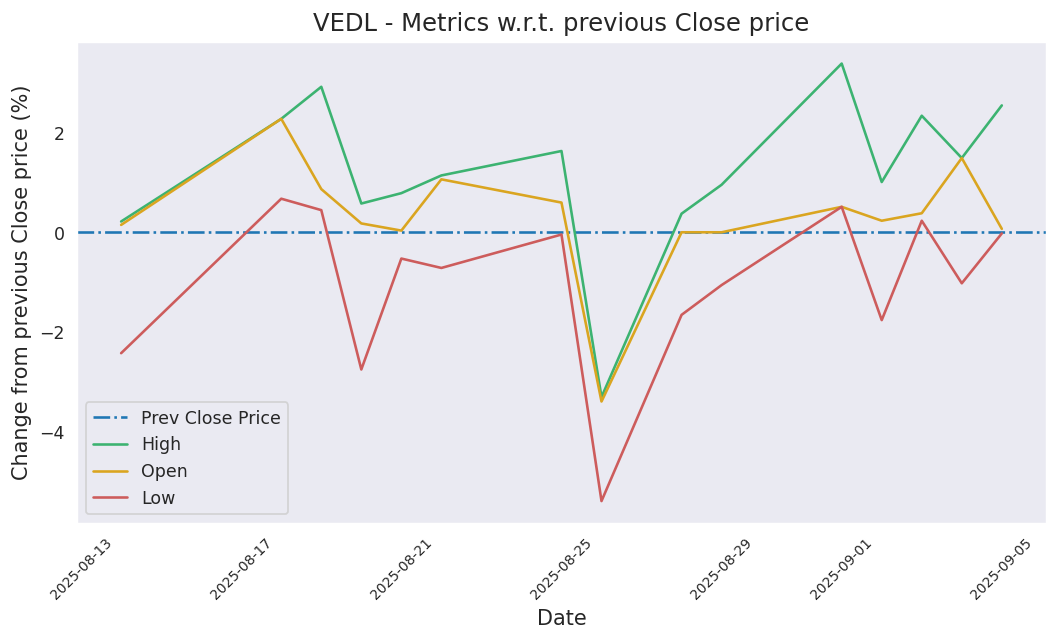 VEDL - Metrics w.r.t. previous Close price
Change from previous Close price (%)
2
0
−2
−4
Prev Close Price
High
Open
Low
2025-08-13
2025-08-17
2025-08-21
2025-08-25
2025-08-29
2025-09-01
2025-09-05
Date